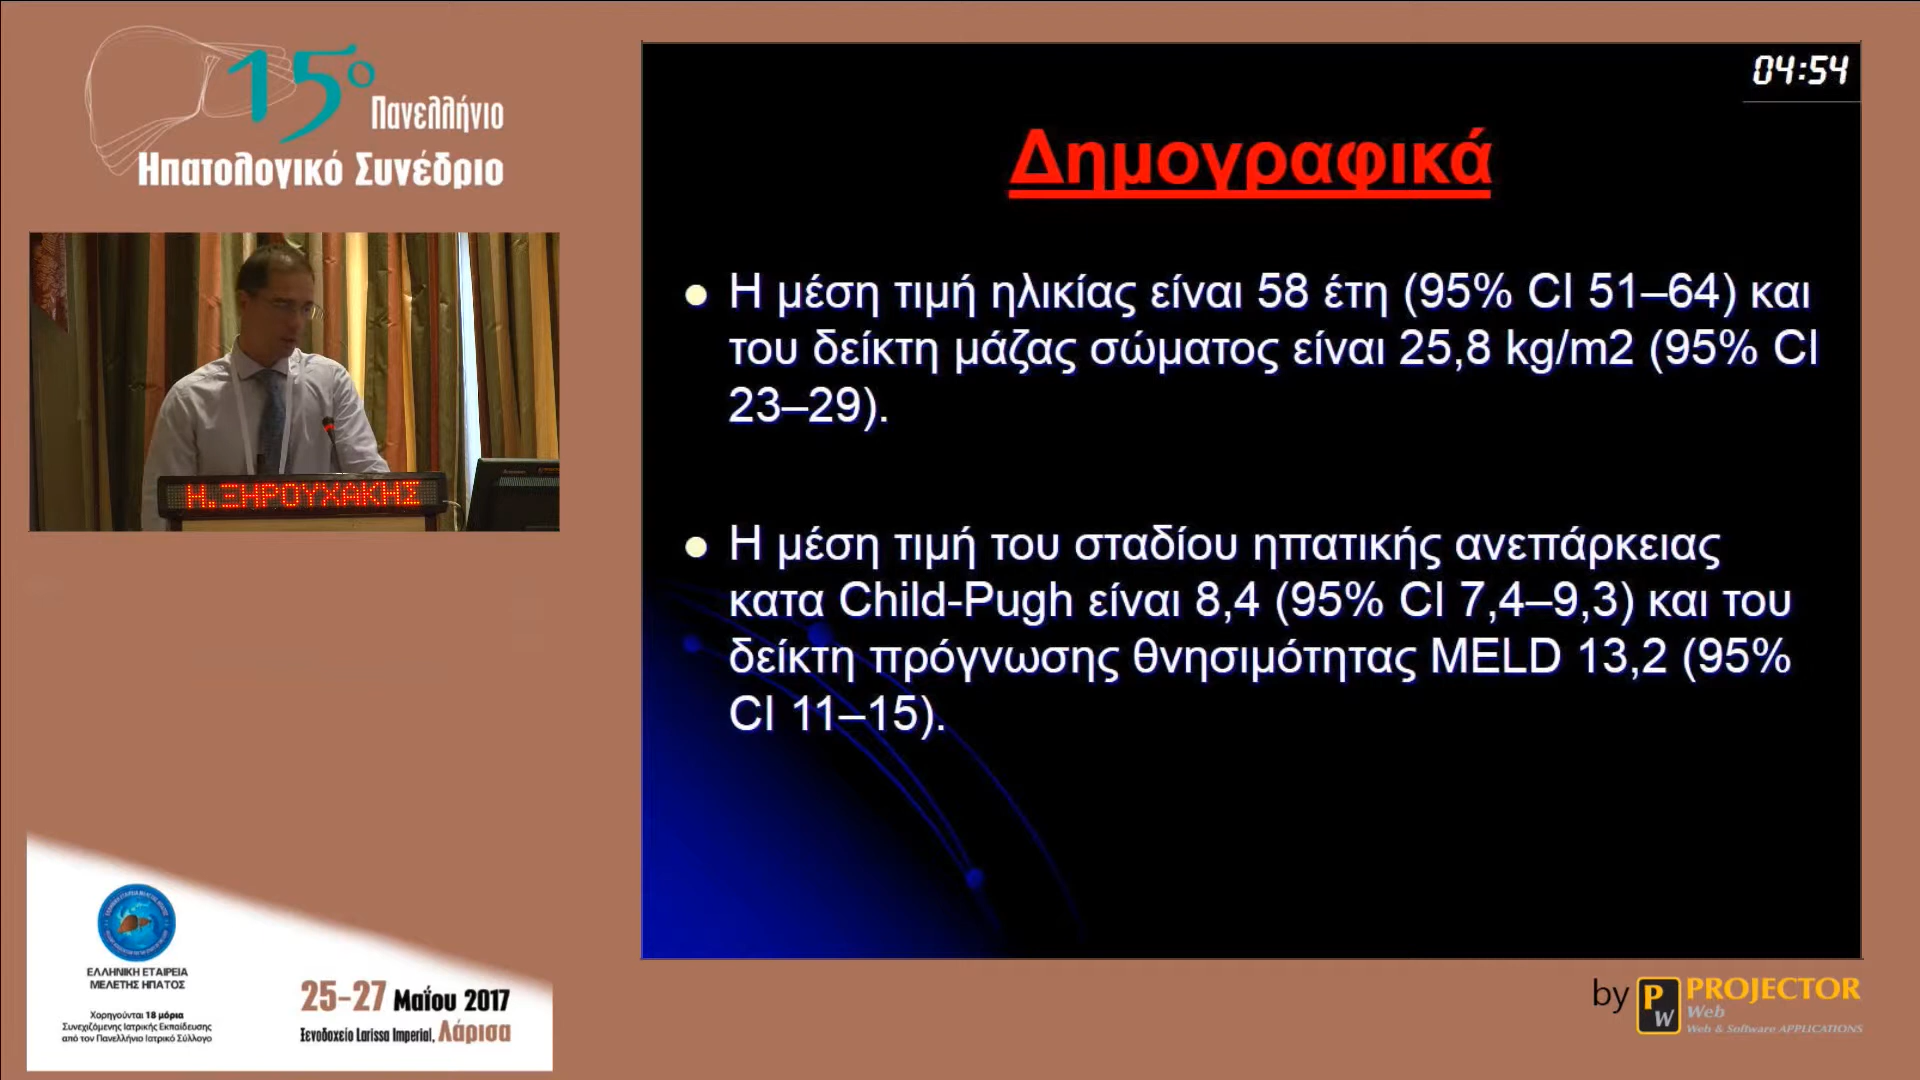 15ο
Πανελλήνιο
Ηπατολογικό Συνέδριο
Η.ΞΗΡΟΥΧΑΚΗΣ
04:54
Δημογραφικά
Η μέση τιμή ηλικίας είναι 58 έτη (95% CI 51–64) και
του δείκτη μάζας σώματος είναι 25,8 kg/m2 (95% CI
23–29).
Η μέση τιμή του σταδίου ηπατικής ανεπάρκειας
κατα Child-Pugh είναι 8,4 (95% CI 7,4–9,3) και του
δείκτη πρόγνωσης θνησιμότητας MELD 13,2 (95%
CI 11–15).
ΕΛΛΗΝΙΚΗ ΕΤΑΙΡΕΙΑ
ΜΕΛΕΤΗΣ ΗΠΑΤΟΣ
Χορηγούνται 18 μόρια
Συνεχιζόμενης Ιατρικής Εκπαίδευσης
από τον Πανελλήνιο Ιατρικό Σύλλογο
25-27 Μαΐου 2017
Ξενοδοχείο Larissa Imperial, Λάρισα
by PW PROJECTOR
Web
Web & Software APPLICATIONS